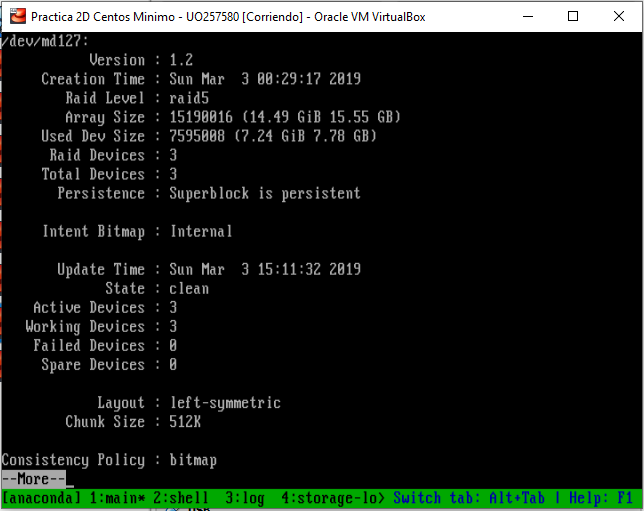 Practica 2D Centos Minimo - UO257580 [Corriendo] - Oracle VM VirtualBox
/dev/md127:
Version : 1.2
Creation Time : Sun Mar  3 00:29:17 2019
Raid Level : raid5
Array Size : 15190016 (14.49 GiB 15.55 GB)
Used Dev Size : 7595008 (7.24 GiB 7.78 GB)
Raid Devices : 3
Total Devices : 3
Persistence : Superblock is persistent
Intent Bitmap : Internal
Update Time : Sun Mar  3 15:11:32 2019
State : clean
Active Devices : 3
Working Devices : 3
Failed Devices : 0
Spare Devices : 0
Layout : left-symmetric
Chunk Size : 512K
Consistency Policy : bitmap
--More--_
[anaconda] 1:main* 2:shell  3:log  4:storage-lo> Switch tab: Alt+Tab | Help: F1